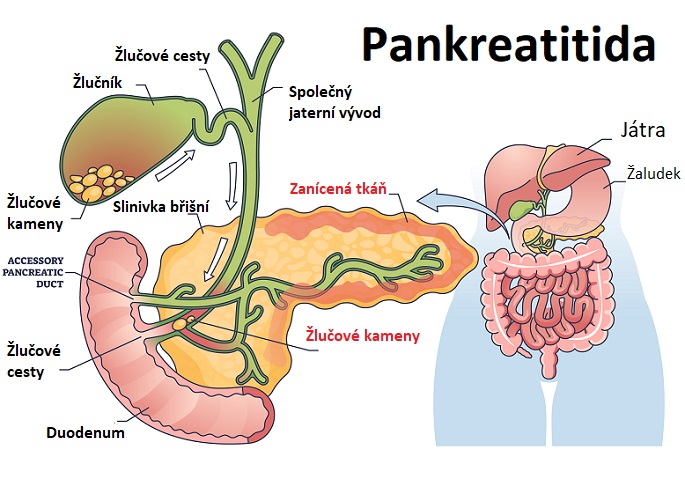 Pankreatitida
Žlučové cesty
Žlučník
Společný
jaterní vývod
Játra
Žaludek
Zanícená tkáň
Žlučové
kameny
Slinivka břišní
ACCESSORY
PANCREATIC
DUCT
Žlučové kameny
Žlučové
cesty
Duodenum